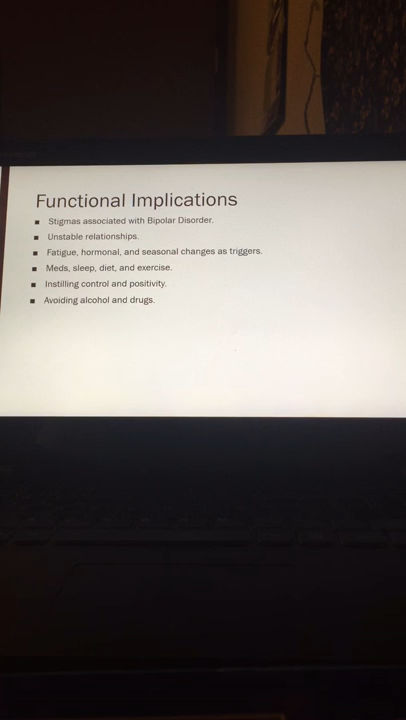 Functional Implications
■ Stigmas associated with Bipolar Disorder.
■ Unstable relationships.
■ Fatigue, hormonal, and seasonal changes as triggers.
■ Meds, sleep, diet, and exercise.
■ Instilling control and positivity.
■ Avoiding alcohol and drugs.